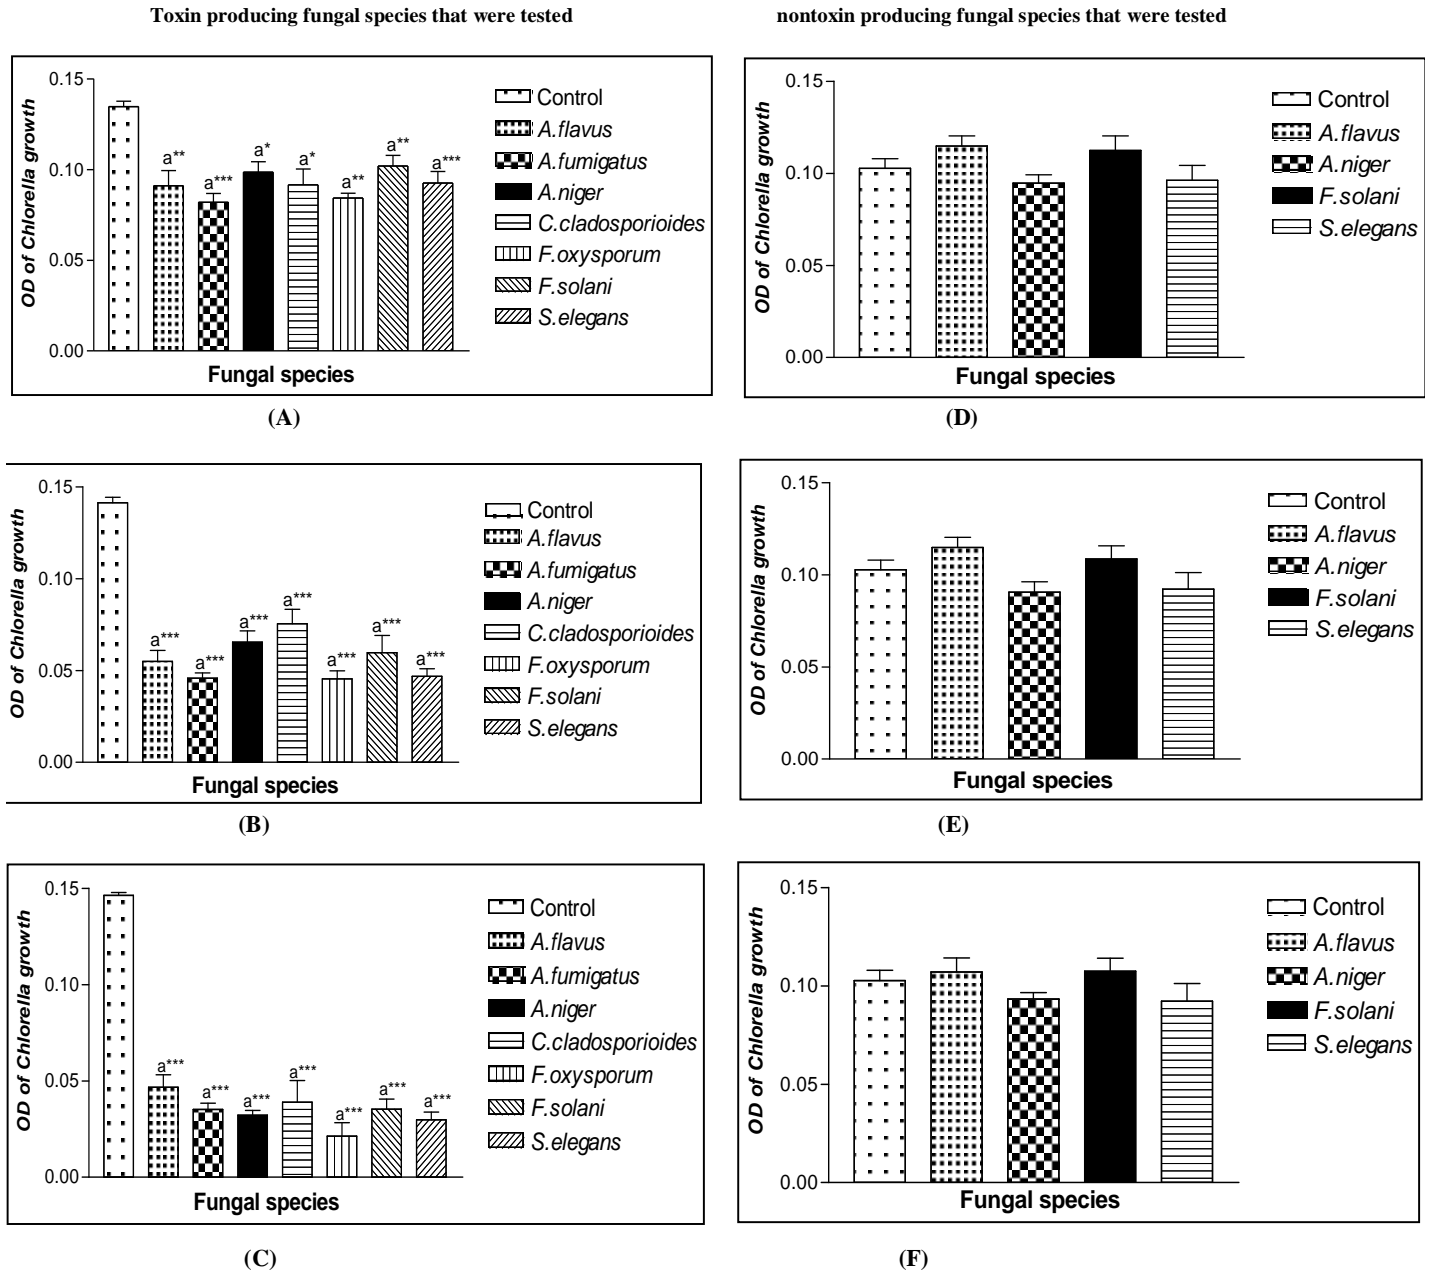 Toxin producing fungal species that were tested
nontoxin producing fungal species that were tested
OD of Chlorella growth
0.15
0.10
0.05
0.00
a**
a***
a*
a*
a**
a**
a***
Control
A.flavus
A.fumigatus
A.niger
C.cladosporioides
F.oxysporum
F.solani
S.elegans
Fungal species
(A)
OD of Chlorella growth
0.15
0.10
0.05
0.00
Control
A.flavus
A.niger
F.solani
S.elegans
Fungal species
(D)
OD of Chlorella growth
0.15
0.10
0.05
0.00
a***
a***
a***
a***
a***
a***
a***
Control
A.flavus
A.fumigatus
A.niger
C.cladosporioides
F.oxysporum
F.solani
S.elegans
Fungal species
(B)
OD of Chlorella growth
0.15
0.10
0.05
0.00
Control
A.flavus
A.niger
F.solani
S.elegans
Fungal species
(E)
OD of Chlorella growth
0.15
0.10
0.05
0.00
a***
a***
a***
a***
a***
a***
a***
Control
A.flavus
A.fumigatus
A.niger
C.cladosporioides
F.oxysporum
F.solani
S.elegans
Fungal species
(C)
OD of Chlorella growth
0.15
0.10
0.05
0.00
Control
A.flavus
A.niger
F.solani
S.elegans
Fungal species
(F)